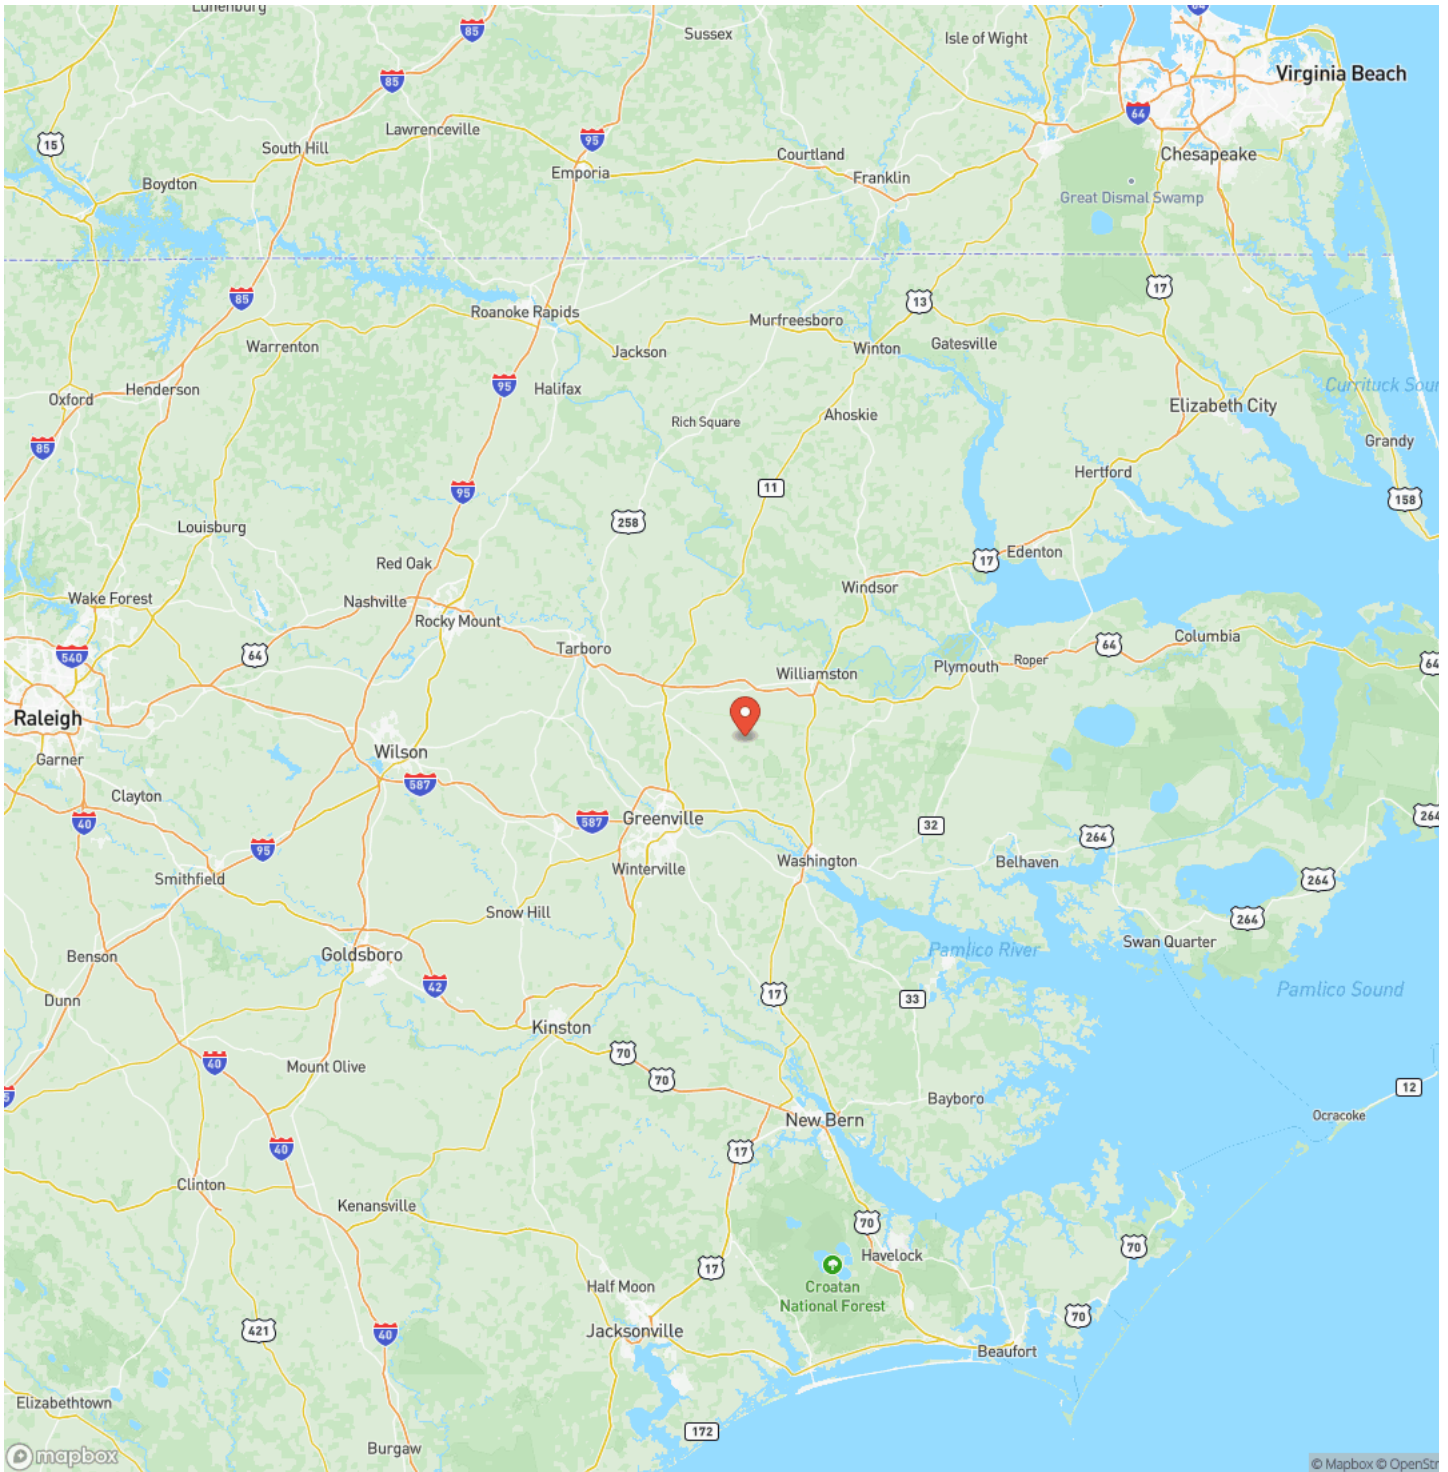 Lunenburg
85
Sussex
Isle of Wight
64
Virginia Beach
85
64
Lawrenceville
95
15
South Hill
Courtland
Chesapeake
Emporia
Franklin
Boydton
Great Dismal Swamp
85
13
17
Roanoke Rapids
Murfreesboro
Warrenton
Jackson
Winton
Gatesville
95
Halifax
Currituck Soun
Henderson
Oxford
Elizabeth City
Rich Square
Ahoskie
85
Grandy
Hertford
95
11
158
Louisburg
258
Red Oak
17
Edenton
Windsor
Wake Forest
Nashville
Rocky Mount
Columbia
540
64
Tarboro
64
64
Plymouth
Roper
Williamston
Raleigh
Wilson
Garner
587
Clayton
40
587
Greenville
32
264
264
95
Washington
Belhaven
Winterville
Smithfield
264
Snow Hill
264
Goldsboro
Swan Quarter
Pamlico River
Benson
42
17
33
Pamlico Sound
Dunn
Kinston
40
Mount Olive
70
70
12
5
Bayboro
Ocracoke
New Bern
40
17
Clinton
Kenansville
70
70
Havelock
17
Half Moon
Croatan
National Forest
70
421
40
Jacksonville
Beaufort
Elizabethtown
172
Burgaw
mapbox
© Mapbox © OpenStr